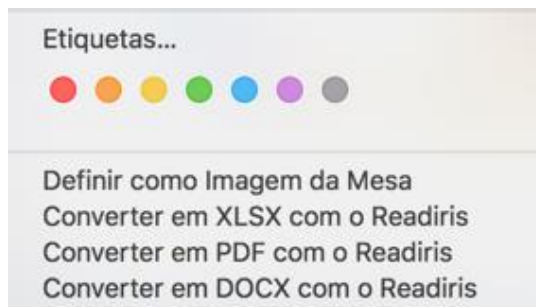 Etiquetas...
Definir como Imagem da Mesa
Converter em XLSX com o Readiris
Converter em PDF com o Readiris
Converter em DOCX com o Readiris